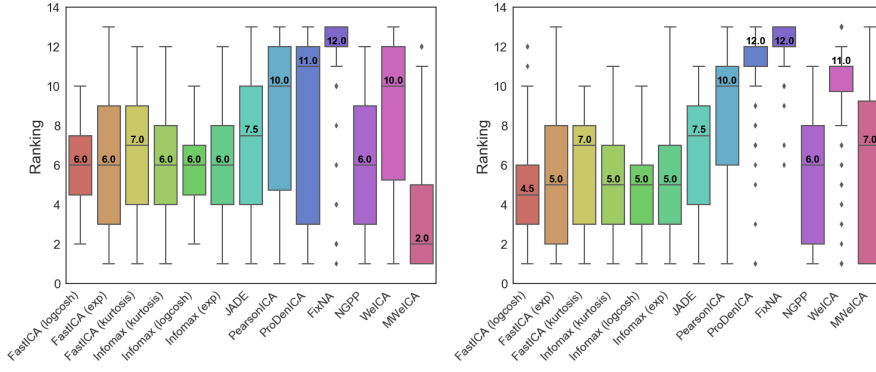 14
12
10
8
6
4
2
0
Ranking
6.0
6.0
7.0
6.0
6.0
6.0
7.5
10.0
11.0
12.0
6.0
10.0
2.0
FastICA (logcosh)
FastICA (exp)
FastICA (kurtosis)
Infomax (kurtosis)
Infomax (logcosh)
Infomax (exp)
JADE
PearsonICA
ProDenICA
FixNA
NGPP
WeICA
MWeICA
14
12
10
8
6
4
2
0
Ranking
4.5
5.0
7.0
5.0
5.0
5.0
7.5
10.0
12.0
12.0
6.0
11.0
7.0
FastICA (logcosh)
FastICA (exp)
FastICA (kurtosis)
Infomax (kurtosis)
Infomax (logcosh)
Infomax (exp)
JADE
PearsonICA
ProDenICA
FixNA
NGPP
WeICA
MWeICA